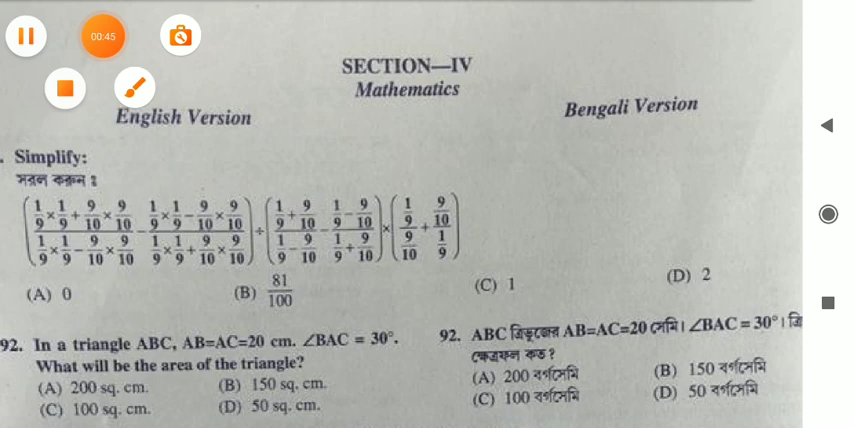 00:45
SECTION—IV
Mathematics
English Version
Bengali Version
. Simplify:
সরল করুন ঃ
(1/9×1/9+9/10×9/10 / 1/9×1/9−9/10×9/10 − 1/9×1/9−9/10×9/10 / 1/9×1/9+9/10×9/10) ÷ (1/9+9/10 / 1/9−9/10 − 1/9−9/10 / 1/9+9/10) × (1/9 / 9/10 + 9/10 / 1/9)
(A) 0 (B) 81/100 (C) 1 (D) 2
92. In a triangle ABC, AB=AC=20 cm. ∠BAC = 30°.
What will be the area of the triangle?
(A) 200 sq. cm. (B) 150 sq. cm.
(C) 100 sq. cm. (D) 50 sq. cm.
92. ABC ত্রিভুজের AB=AC=20 সেমি। ∠BAC = 30°।
ক্ষেত্রফল কত ?
(A) 200 বর্গসেমি (B) 150 বর্গসেমি
(C) 100 বর্গসেমি (D) 50 বর্গসেমি